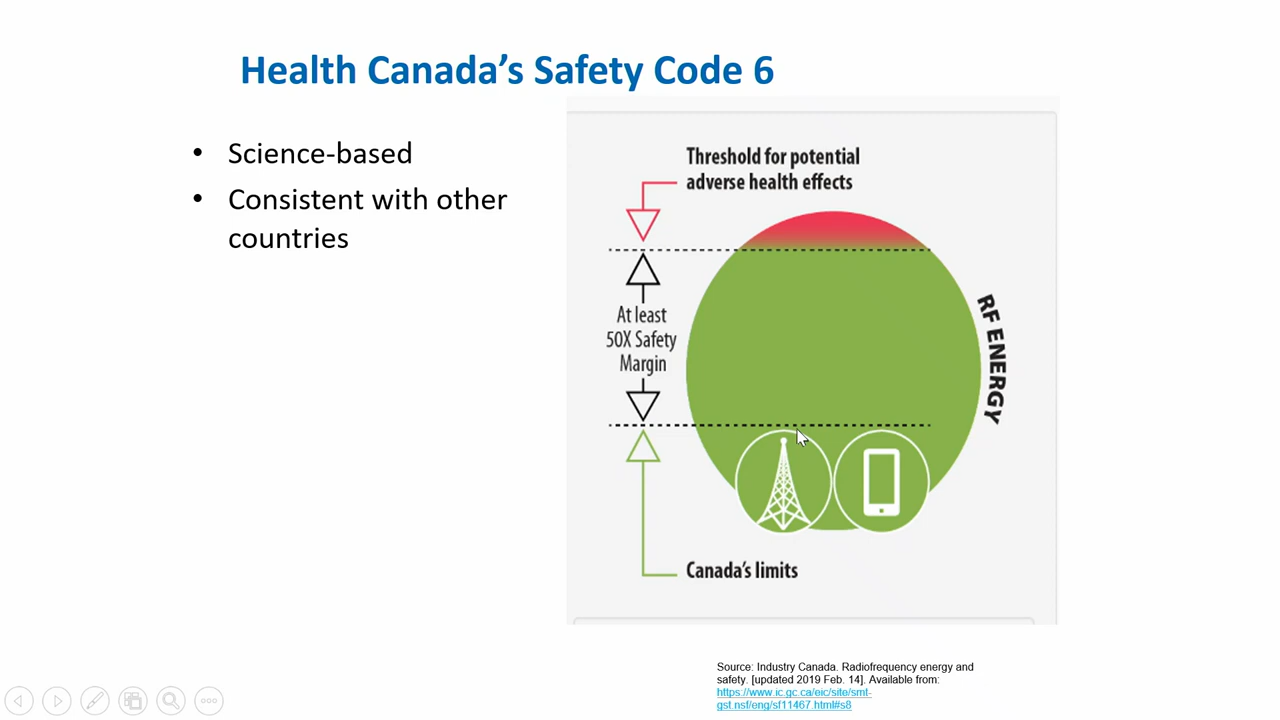 Health Canada’s Safety Code 6
• Science-based
• Consistent with other
countries
Threshold for potential
adverse health effects
At least
50X Safety
Margin
RF ENERGY
Canada’s limits
Source: Industry Canada. Radiofrequency energy and
safety. [updated 2019 Feb. 14]. Available from:
https://www.ic.gc.ca/eic/site/smt-
gst.nsf/eng/sf11467.html#s8